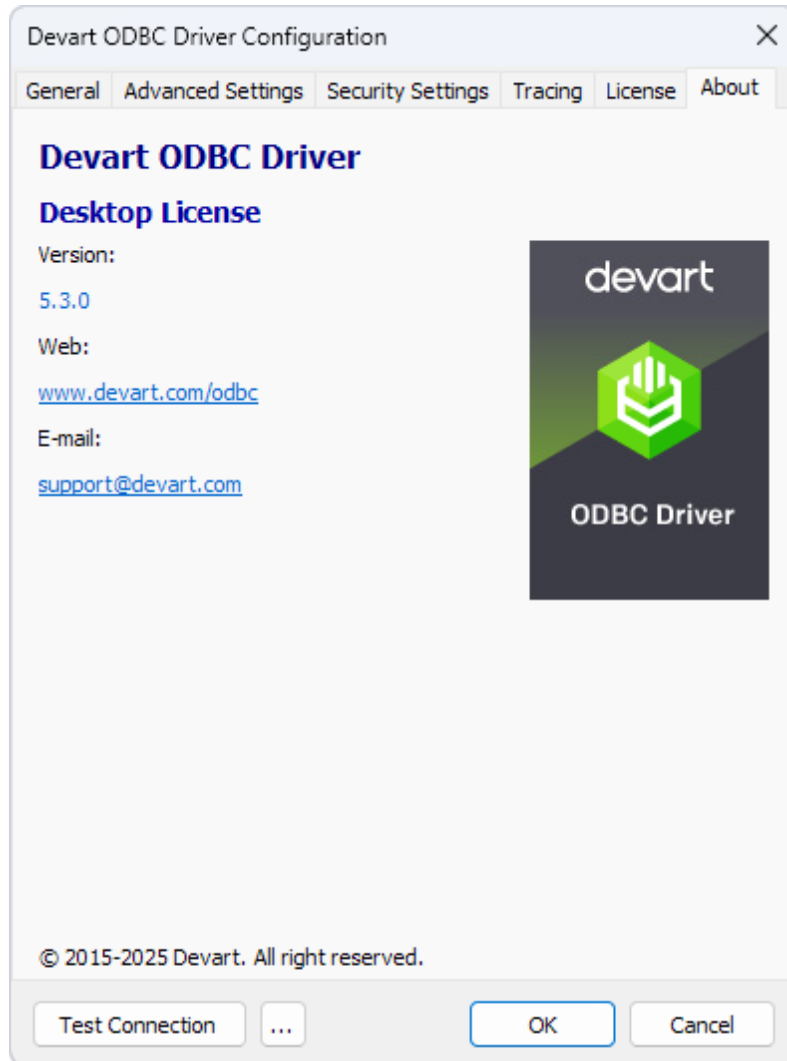 Devart ODBC Driver Configuration
General Advanced Settings Security Settings Tracing License About
Devart ODBC Driver
Desktop License
Version:
5.3.0
Web:
www.devart.com/odbc
E-mail:
support@devart.com
devart
ODBC Driver
© 2015-2025 Devart. All right reserved.
Test Connection ... OK Cancel